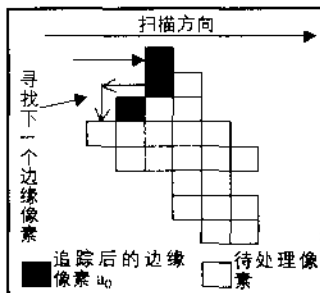 扫描方向
寻找下一个边缘像素
追踪后的边缘
像素 a₀
待处理像
素